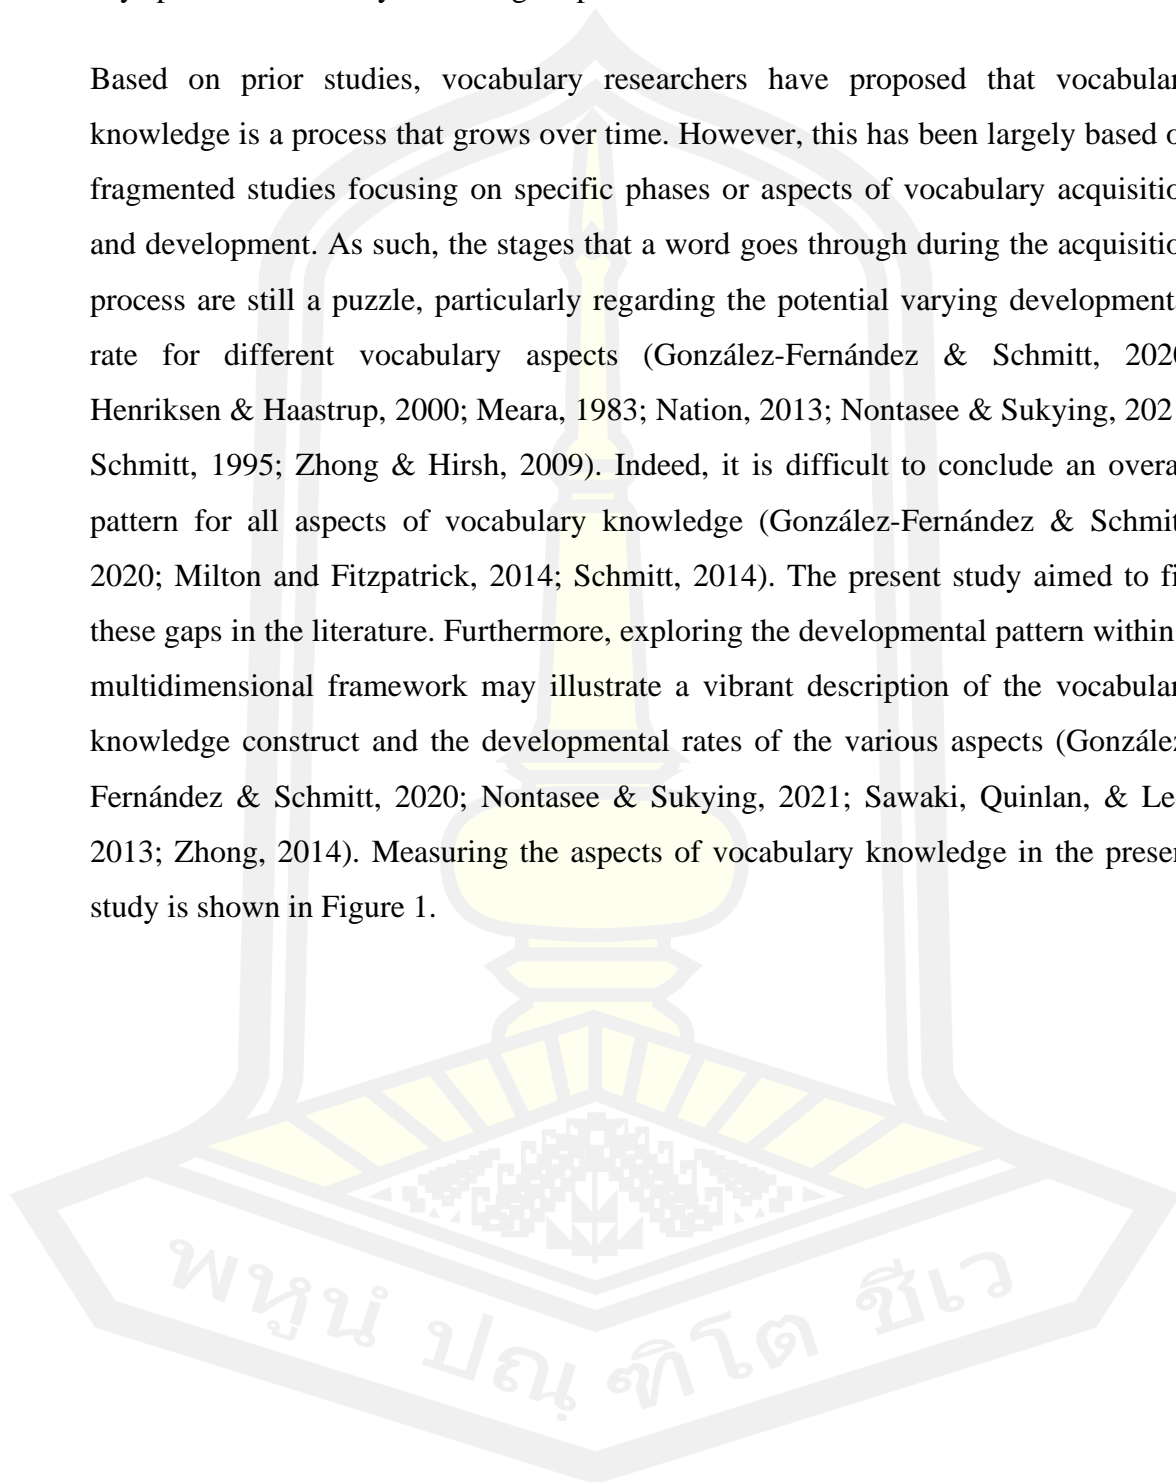 Based on prior studies, vocabulary researchers have proposed that vocabular
knowledge is a process that grows over time. However, this has been largely based o
fragmented studies focusing on specific phases or aspects of vocabulary acquisitio
and development. As such, the stages that a word goes through during the acquisitio
process are still a puzzle, particularly regarding the potential varying development
rate for different vocabulary aspects (González-Fernández & Schmitt, 2020
Henriksen & Haastrup, 2000; Meara, 1983; Nation, 2013; Nontasee & Sukying, 202
Schmitt, 1995; Zhong & Hirsh, 2009). Indeed, it is difficult to conclude an overa
pattern for all aspects of vocabulary knowledge (González-Fernández & Schmit
2020; Milton and Fitzpatrick, 2014; Schmitt, 2014). The present study aimed to fi
these gaps in the literature. Furthermore, exploring the developmental pattern within
multidimensional framework may illustrate a vibrant description of the vocabular
knowledge construct and the developmental rates of the various aspects (González
Fernández & Schmitt, 2020; Nontasee & Sukying, 2021; Sawaki, Quinlan, & Le
2013; Zhong, 2014). Measuring the aspects of vocabulary knowledge in the presen
study is shown in Figure 1.
พหูนํ ปณฺฑิโต ชีเว